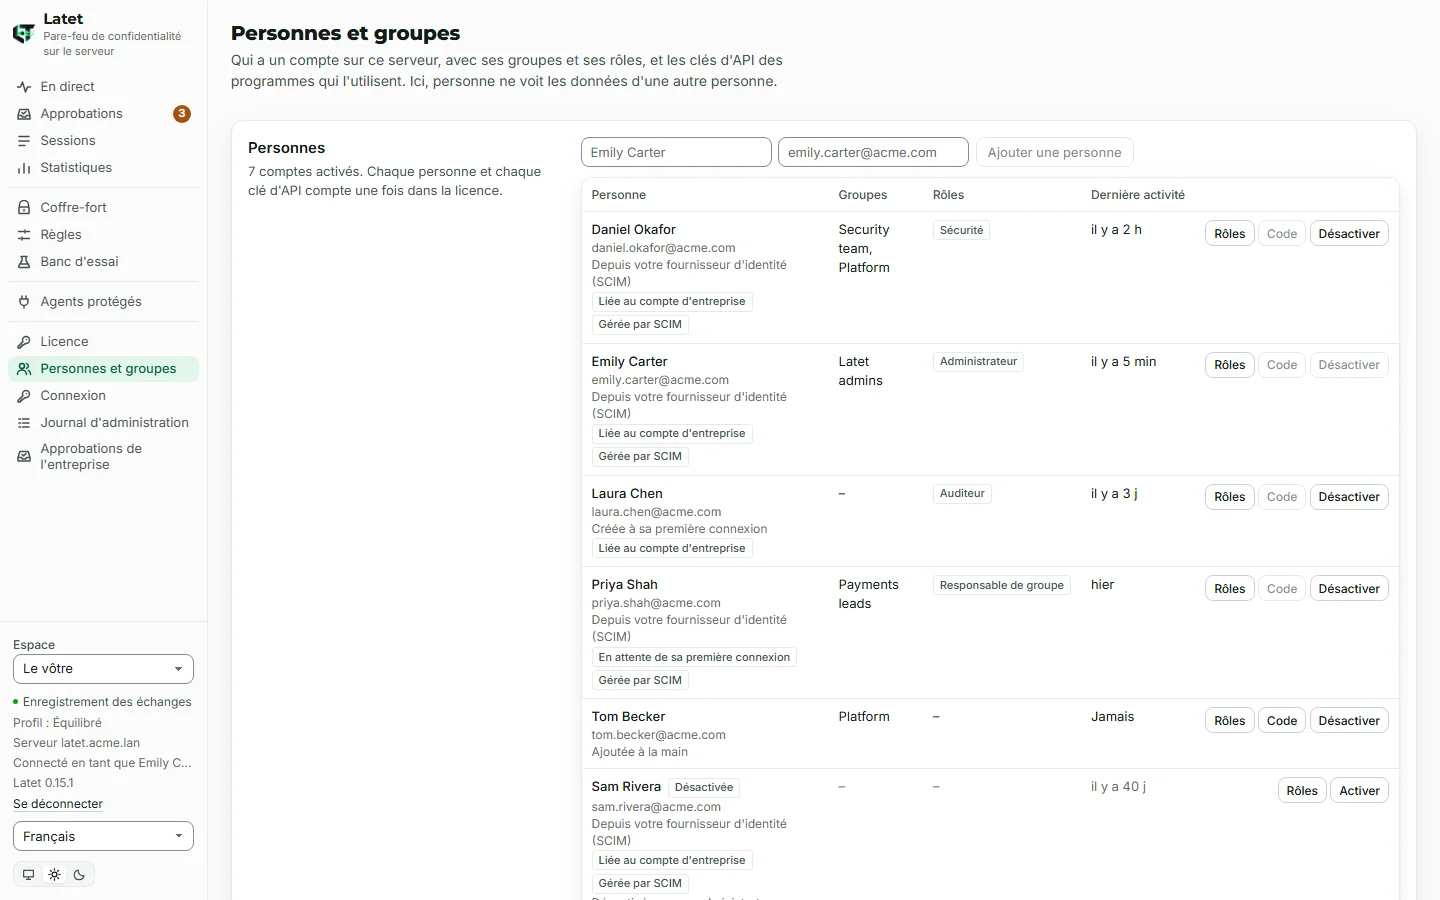 Latet
Pare-feu de confidentialité
sur le serveur
En direct
Approbations
3
Sessions
Statistiques
Coffre-fort
Règles
Banc d'essai
Agents protégés
Licence
Personnes et groupes
Connexion
Journal d'administration
Approbations de
l'entreprise
Espace
Le vôtre
Enregistrement des échanges
Profil : Équilibré
Serveur latet.acme.lan
Connecté en tant que Emily C...
Latet 0.15.1
Se déconnecter
Français
Personnes et groupes
Qui a un compte sur ce serveur, avec ses groupes et ses rôles, et les clés d'API des
programmes qui l'utilisent. Ici, personne ne voit les données d'une autre personne.
Personnes
7 comptes activés. Chaque personne et chaque
clé d'API compte une fois dans la licence.
Emily Carter
emily.carter@acme.com
Ajouter une personne
Personne Groupes Rôles Dernière activité
Daniel Okafor
daniel.okafor@acme.com
Depuis votre fournisseur d'identité
(SCIM)
Liée au compte d'entreprise
Gérée par SCIM
Security
team,
Platform
Sécurité
il y a 2 h
Rôles Code Désactiver
Emily Carter
emily.carter@acme.com
Depuis votre fournisseur d'identité
(SCIM)
Liée au compte d'entreprise
Gérée par SCIM
Latet
admins
Administrateur
il y a 5 min
Rôles Code Désactiver
Laura Chen
laura.chen@acme.com
Créée à sa première connexion
Liée au compte d'entreprise
–
Auditeur
il y a 3 j
Rôles Code Désactiver
Priya Shah
priya.shah@acme.com
Depuis votre fournisseur d'identité
(SCIM)
En attente de sa première connexion
Gérée par SCIM
Payments
leads
Responsable de groupe
hier
Rôles Code Désactiver
Tom Becker
tom.becker@acme.com
Ajoutée à la main
Platform
–
Jamais
Rôles Code Désactiver
Sam Rivera Désactivée
sam.rivera@acme.com
Depuis votre fournisseur d'identité
(SCIM)
Liée au compte d'entreprise
Gérée par SCIM
–
–
il y a 40 j
Rôles Activer